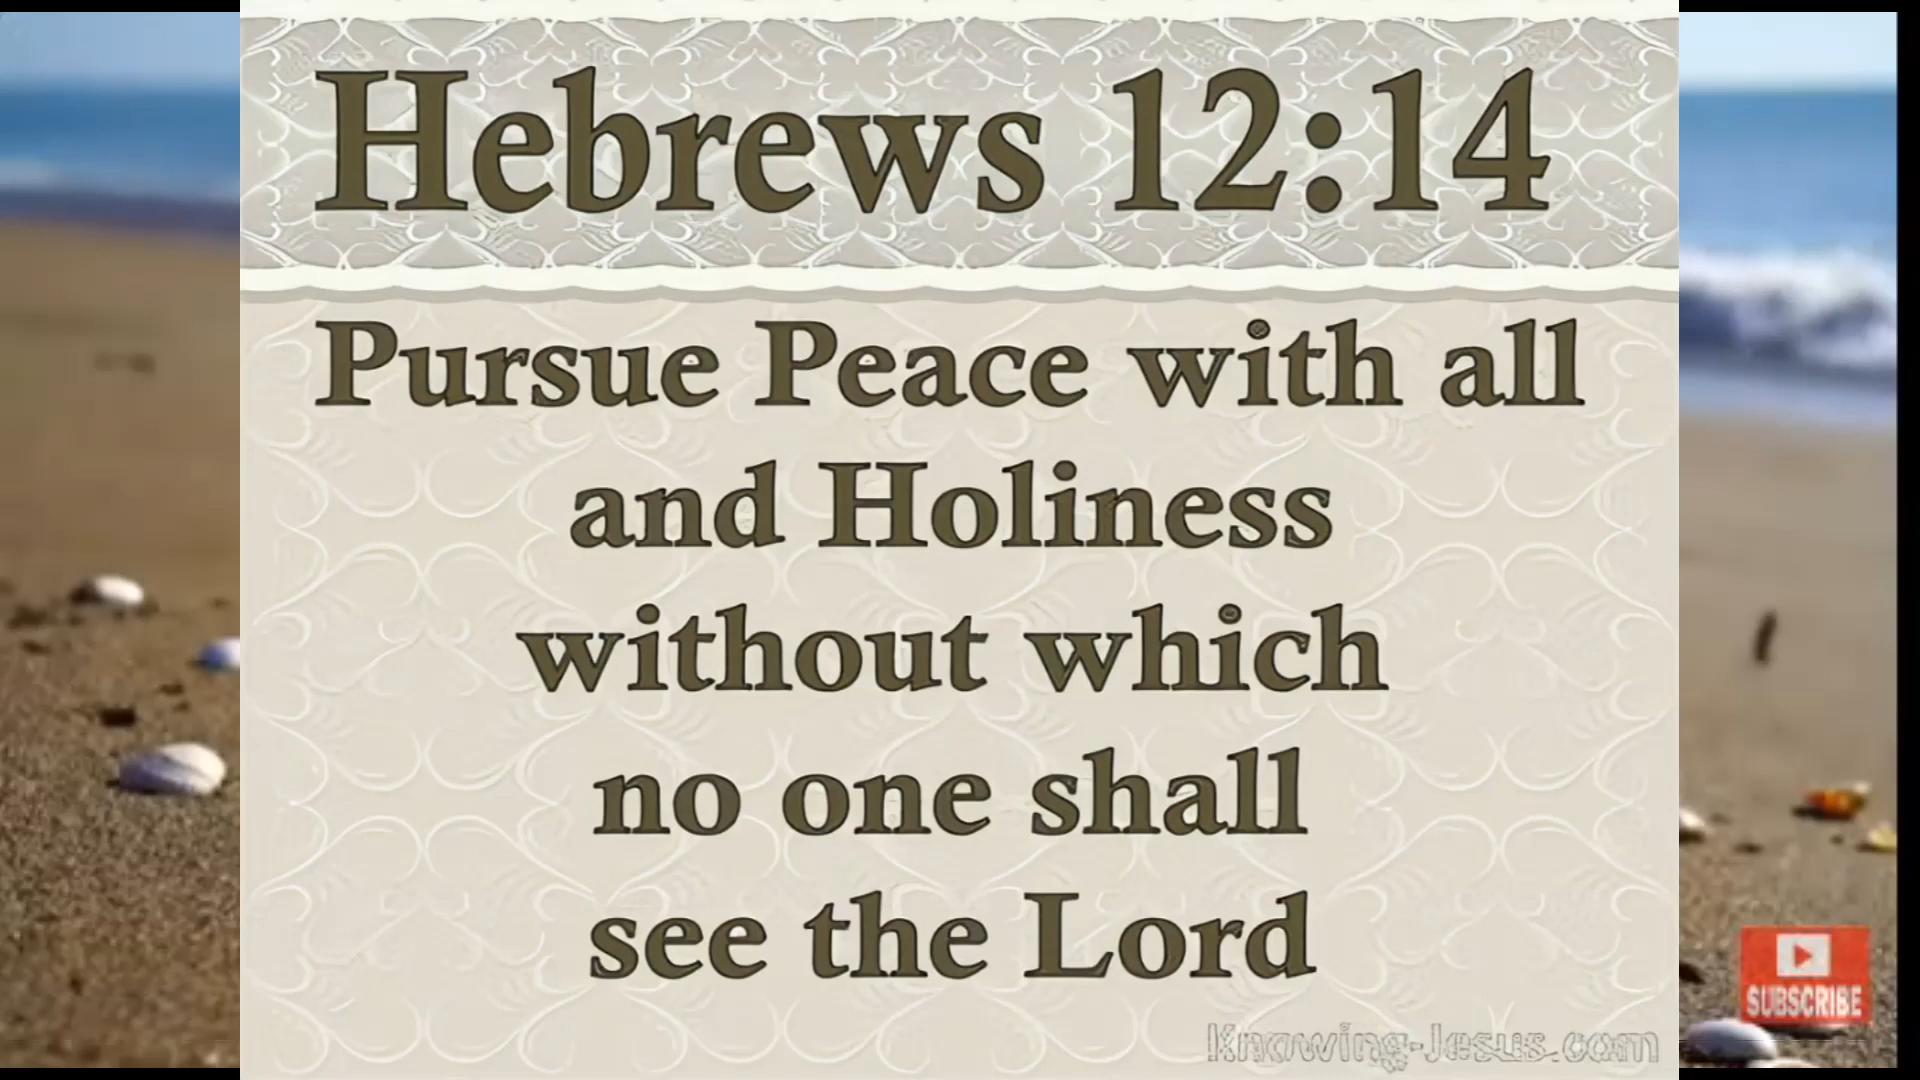 Hebrews 12:14
Pursue Peace with all
and Holiness
without which
no one shall
see the Lord
Knowing-Jesus.com
SUBSCRIBE